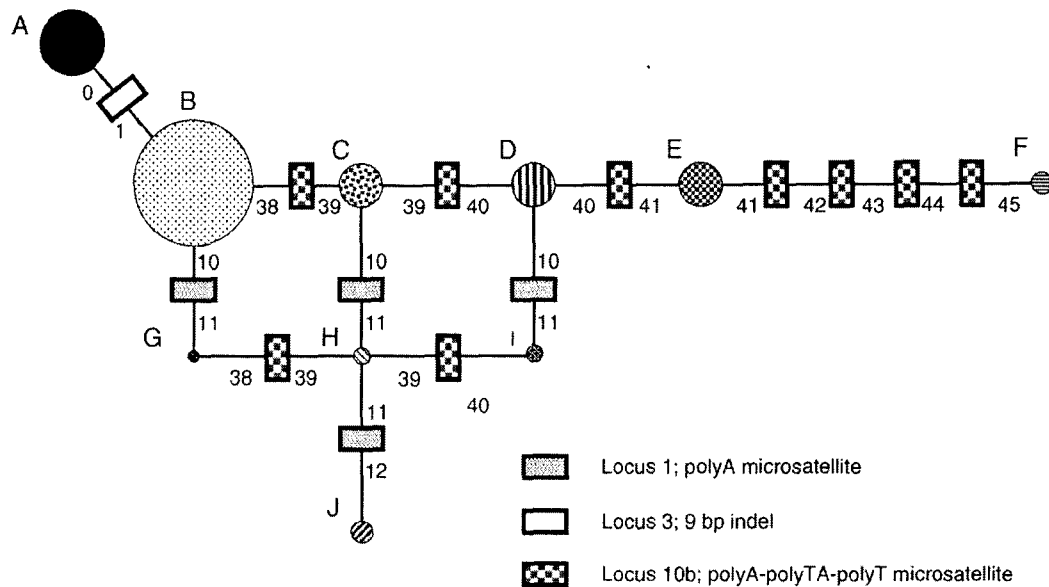 A
0
1
B
C
D
E
F
38
39
39
40
40
41
41
42
43
44
45
10
10
10
11
11
11
G
H
I
38
39
39
40
11
12
J
Locus 1; polyA microsatellite
Locus 3; 9 bp indel
Locus 10b; polyA-polyTA-polyT microsatellite